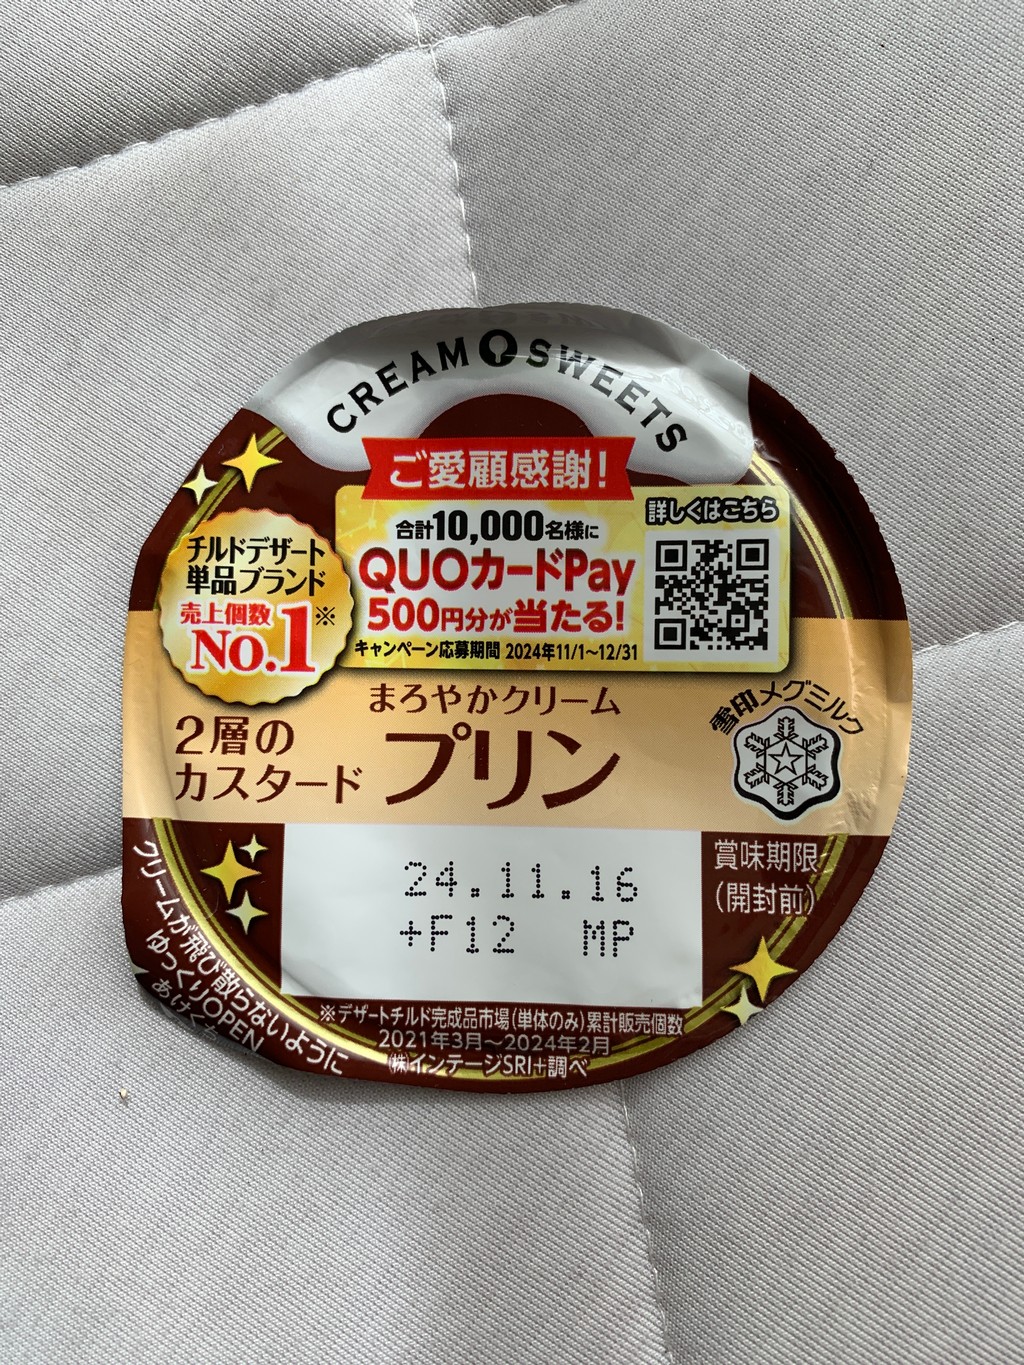 CREAM SWEETS
ご愛顧感謝!
合計10,000名様に
QUOカードPay
500円分が当たる!
キャンペーン応募期間 2024年11/1〜12/31
詳しくはこちら
チルドデザート
単品ブランド
売上個数
No.1※
まろやかクリーム
2層の
カスタード
プリン
雪印メグミルク
24.11.16
+F12 MP
賞味期限
(開封前)
クリームが飛び散らないように
ゆっくりOPEN
あけく
※デザートチルド完成品市場(単体のみ)累計販売個数
2021年3月〜2024年2月
㈱インテージSRI+調べ